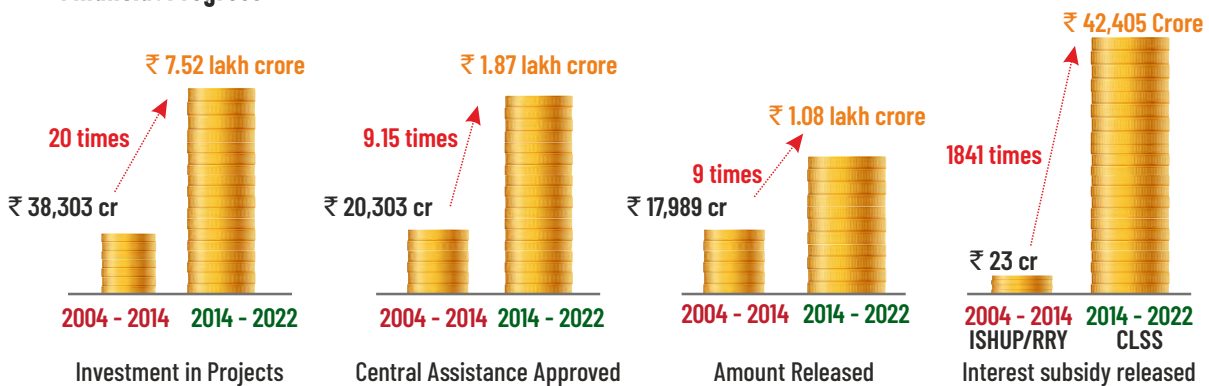 ₹ 7.52 lakh crore
20 times
₹ 38,303 cr
2004 - 2014 2014 - 2022
Investment in Projects
₹ 1.87 lakh crore
9.15 times
₹ 20,303 cr
2004 - 2014 2014 - 2022
Central Assistance Approved
₹ 1.08 lakh crore
9 times
₹ 17,989 cr
2004 - 2014 2014 - 2022
Amount Released
₹ 42,405 Crore
1841 times
₹ 23 cr
2004 - 2014 2014 - 2022
ISHUP/RRY CLSS
Interest subsidy released